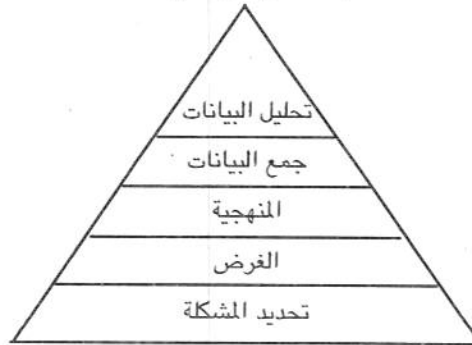 تحليل البيانات
جمع البيانات
المنهجية
الغرض
تحديد المشكلة